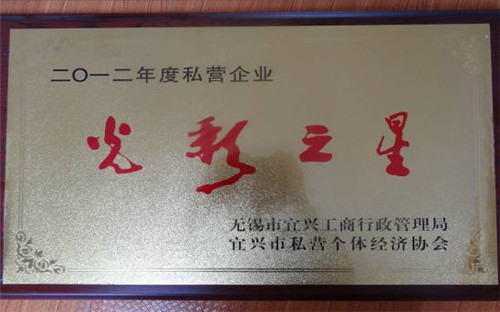 二〇一二年度私营企业
光彩之星
无锡市宜兴工商行政管理局
宜兴市私营个体经济协会